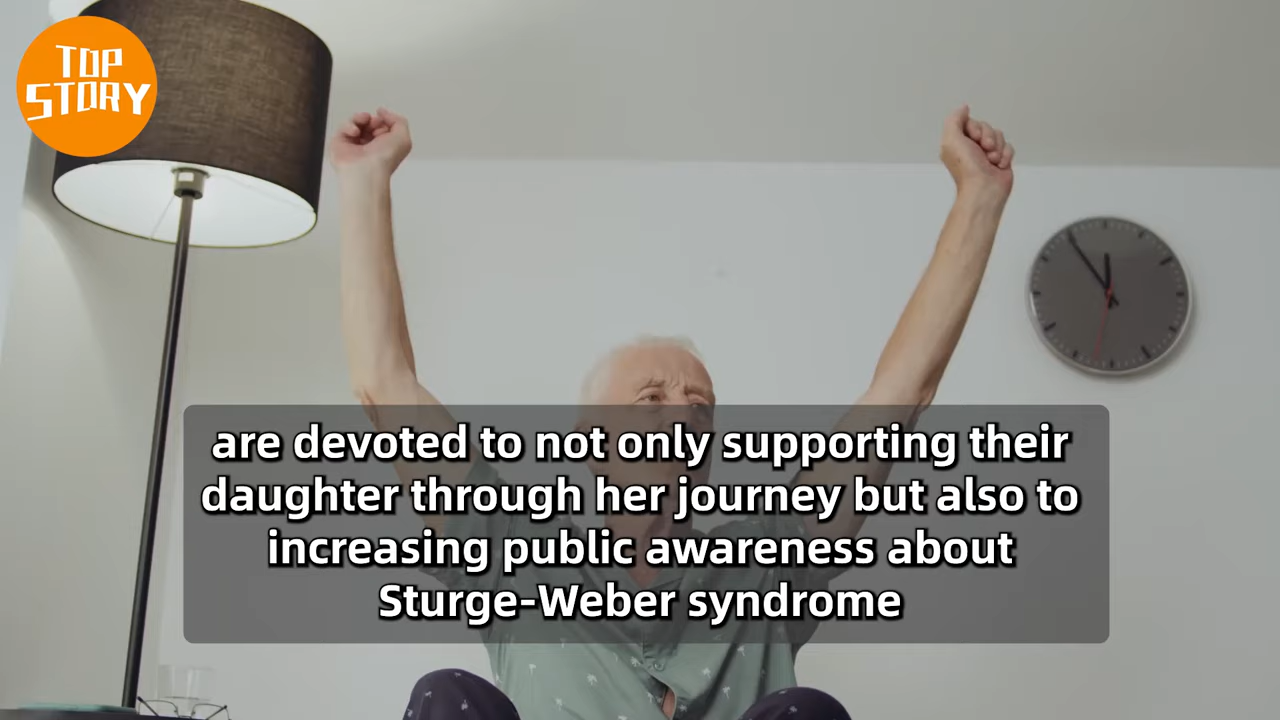 TOP
STORY
are devoted to not only supporting their
daughter through her journey but also to
increasing public awareness about
Sturge-Weber syndrome